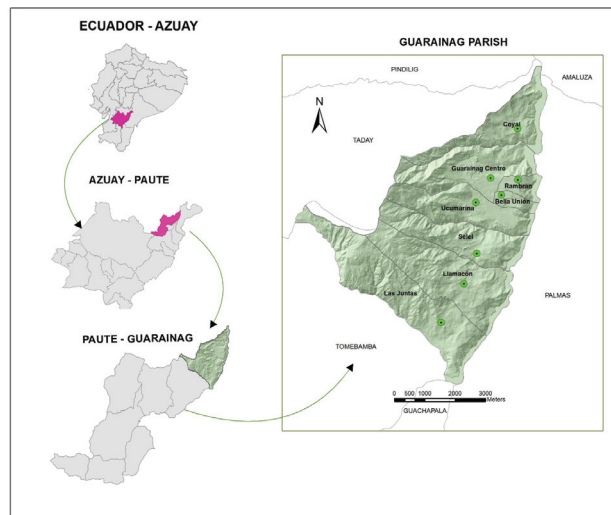 ECUADOR - AZUAY
AZUAY - PAUTE
PAUTE - GUARAINAG
GUARAINAG PARISH
PINDILIG
AMALUZA
N
TADAY
Coyal
Guarainag Centro
Rambran
Bella Unión
Ucumarina
Selel
Llamacón
Las Juntas
PALMAS
TOMEBAMBA
0 500 1000 2000 3000
Meters
GUACHAPALA